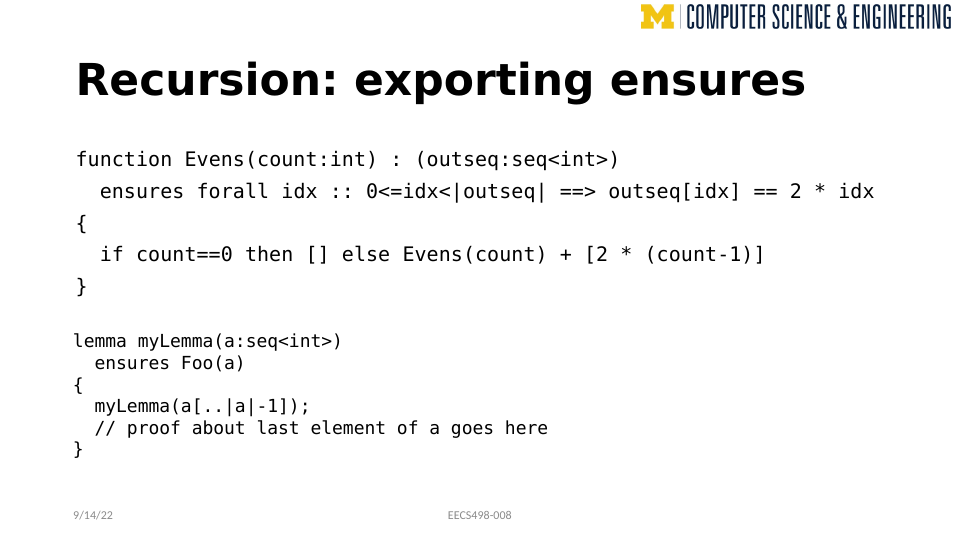 M | COMPUTER SCIENCE & ENGINEERING
Recursion: exporting ensures
function Evens(count:int) : (outseq:seq<int>)
  ensures forall idx :: 0<=idx<|outseq| ==> outseq[idx] == 2 * idx
{
  if count==0 then [] else Evens(count) + [2 * (count-1)]
}
lemma myLemma(a:seq<int>)
  ensures Foo(a)
{
  myLemma(a[..|a|-1]);
  // proof about last element of a goes here
}
9/14/22
EECS498-008